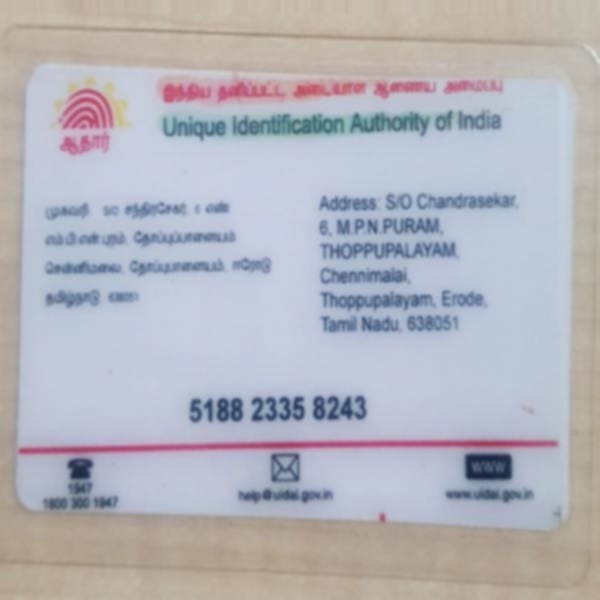 இந்திய தனிப்பட்ட அடையாள ஆணைய அமைப்பு
Unique Identification Authority of India
ஆதார்
முகவரி: S/O சந்திரசேகர், 6 எண்
எம்.பி.என்.புரம், தோப்புப்பாளையம்
சென்னிமலை, தோப்புபாளையம், ஈரோடு
தமிழ்நாடு, 638051
Address: S/O Chandrasekar,
6, M.P.N.PURAM,
THOPPUPALAYAM,
Chennimalai,
Thoppupalayam, Erode,
Tamil Nadu, 638051
5188 2335 8243
1947
1800 300 1947
help@uidai.gov.in
WWW
www.uidai.gov.in